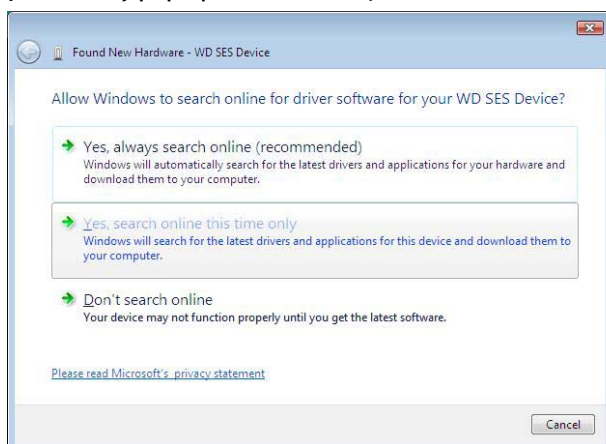 Found New Hardware - WD SES Device
Allow Windows to search online for driver software for your WD SES Device?
Yes, always search online (recommended)
Windows will automatically search for the latest drivers and applications for your hardware and
download them to your computer.
Yes, search online this time only
Windows will search for the latest drivers and applications for this device and download them to
your computer.
Don't search online
Your device may not function properly until you get the latest software.
Please read Microsoft's privacy statement
Cancel